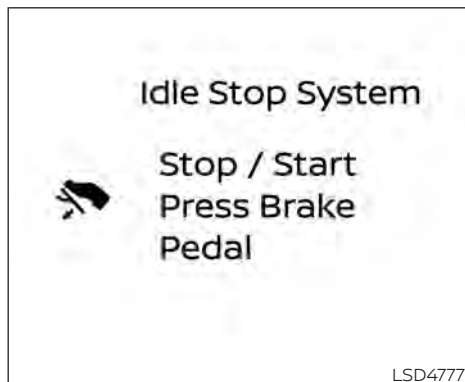 Idle Stop System
Stop / Start
Press Brake
Pedal
LSD4777